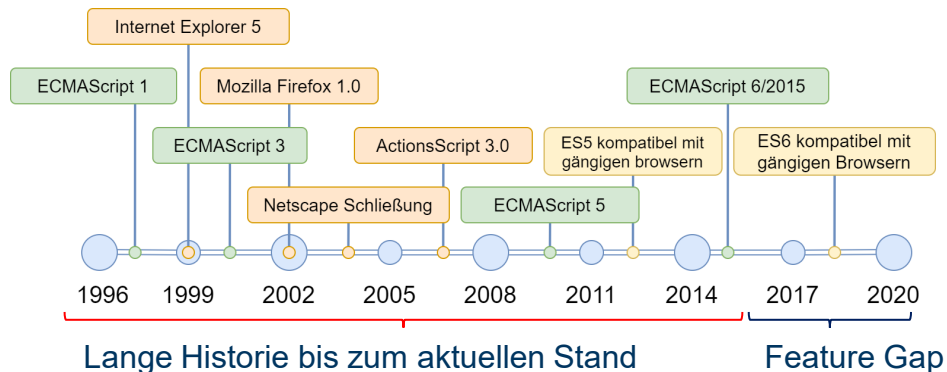 Internet Explorer 5
ECMAScript 1
Mozilla Firefox 1.0
ECMAScript 6/2015
ECMAScript 3
ActionsScript 3.0
ES5 kompatibel mit
gängigen browsern
ES6 kompatibel mit
gängigen Browsern
Netscape Schließung
ECMAScript 5
1996 1999 2002 2005 2008 2011 2014 2017 2020
Lange Historie bis zum aktuellen Stand
Feature Gap